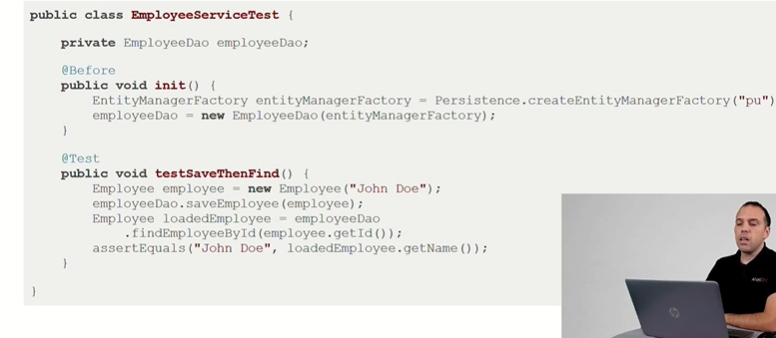 public class EmployeeServiceTest {
private EmployeeDao employeeDao;
@Before
public void init() {
EntityManagerFactory entityManagerFactory = Persistence.createEntityManagerFactory("pu")
employeeDao = new EmployeeDao(entityManagerFactory);
}
@Test
public void testSaveThenFind() {
Employee employee = new Employee("John Doe");
employeeDao.saveEmployee(employee);
Employee loadedEmployee = employeeDao
.findEmployeeById(employee.getId());
assertEquals("John Doe", loadedEmployee.getName());
}
}
hp